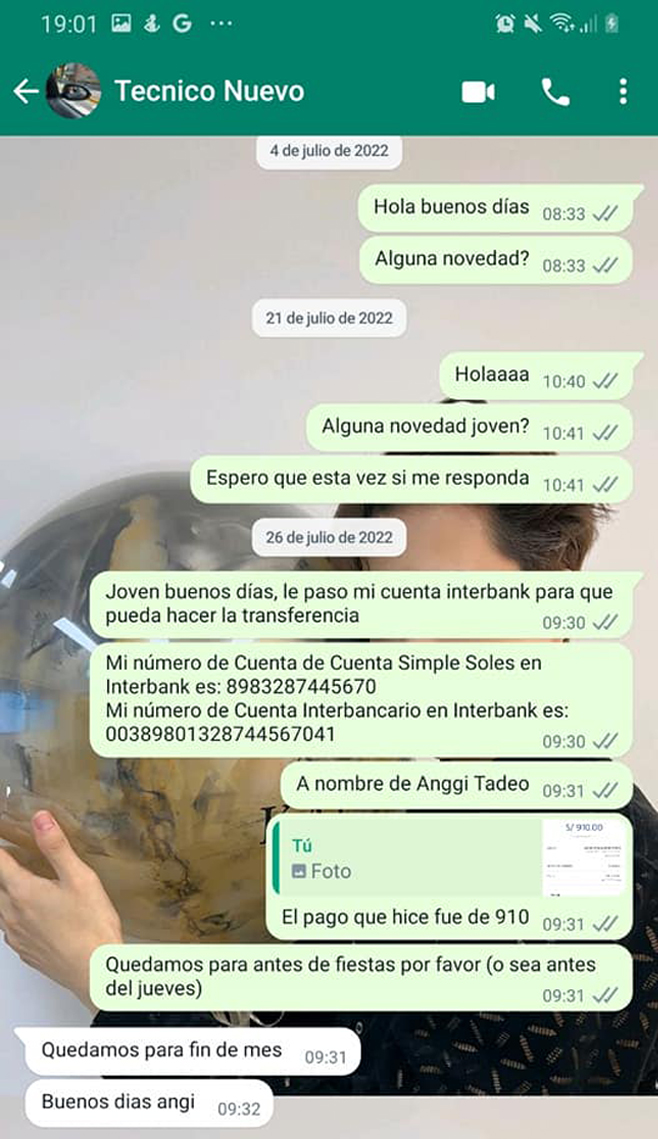 19:01
Tecnico Nuevo
4 de julio de 2022
Hola buenos días 08:33
Alguna novedad? 08:33
21 de julio de 2022
Holaaaa 10:40
Alguna novedad joven? 10:41
Espero que esta vez si me responda 10:41
26 de julio de 2022
Joven buenos días, le paso mi cuenta interbank para que
pueda hacer la transferencia 09:30
Mi número de Cuenta de Cuenta Simple Soles en
Interbank es: 8983287445670
Mi número de Cuenta Interbancario en Interbank es:
00389801328744567041 09:30
A nombre de Anggi Tadeo 09:31
Tú
Foto
S/ 910.00
El pago que hice fue de 910 09:31
Quedamos para antes de fiestas por favor (o sea antes
del jueves) 09:31
Quedamos para fin de mes 09:31
Buenos dias angi 09:32